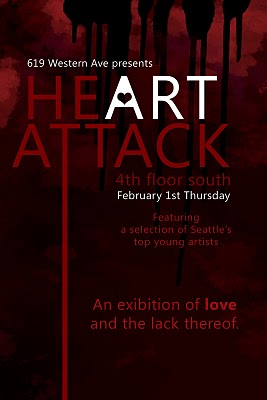 619 Western Ave presents
HEART
ATTACK
4th floor south
February 1st Thursday
Featuring
a selection of Seattle's
top young artists
An exibition of love
and the lack thereof.